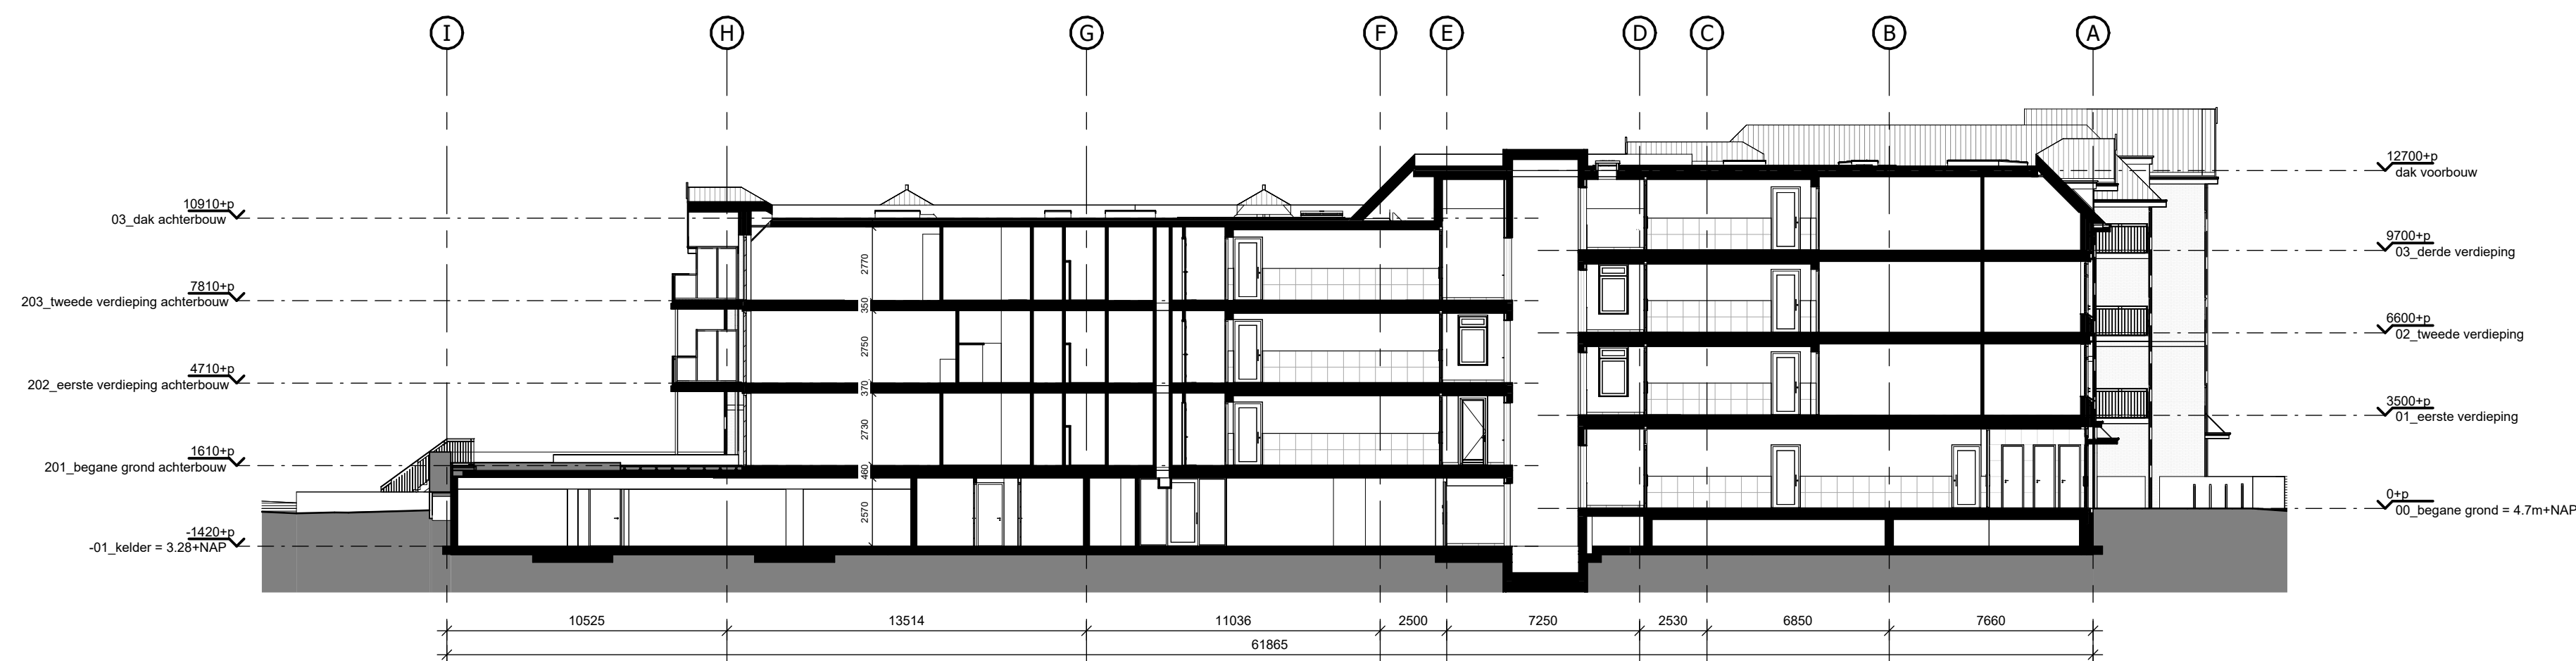 I H G F E D C B A
12700+p
dak voorbouw
10910+p
03_dak achterbouw
9700+p
03_derde verdieping
2770
7810+p
203_tweede verdieping achterbouw
350
6600+p
02_tweede verdieping
2750
4710+p
202_eerste verdieping achterbouw
370
3500+p
01_eerste verdieping
2730
1610+p
201_begane grond achterbouw
460
0+p
00_begane grond = 4.7m+NAP
2570
-1420+p
-01_kelder = 3.28+NAP
10525 13514 11036 2500 7250 2530 6850 7660
61865